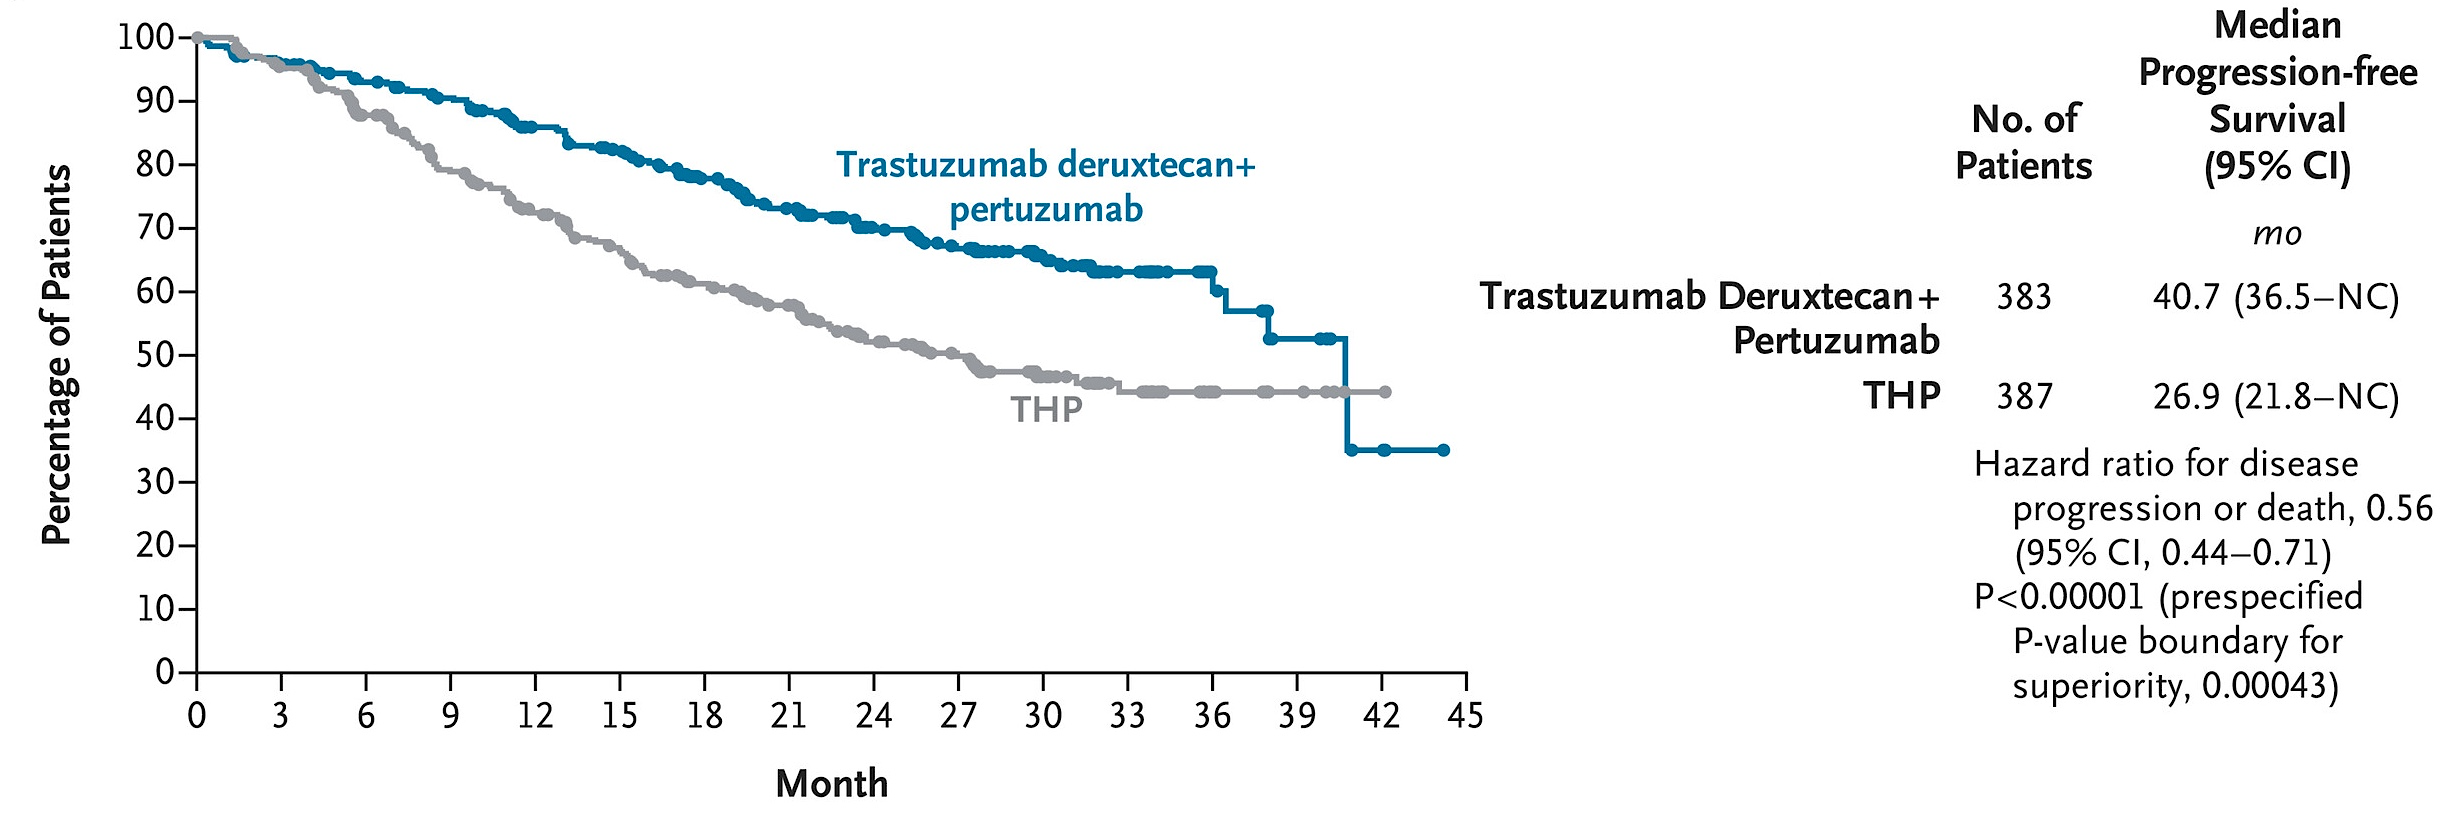 Percentage of Patients
100
90
80
70
60
50
40
30
20
10
0
0 3 6 9 12 15 18 21 24 27 30 33 36 39 42 45
Month
Trastuzumab deruxtecan+
pertuzumab
THP
Median
Progression-free
No. of Survival
Patients (95% CI)
mo
Trastuzumab Deruxtecan+ 383 40.7 (36.5–NC)
Pertuzumab
THP 387 26.9 (21.8–NC)
Hazard ratio for disease
progression or death, 0.56
(95% CI, 0.44–0.71)
P<0.00001 (prespecified
P-value boundary for
superiority, 0.00043)